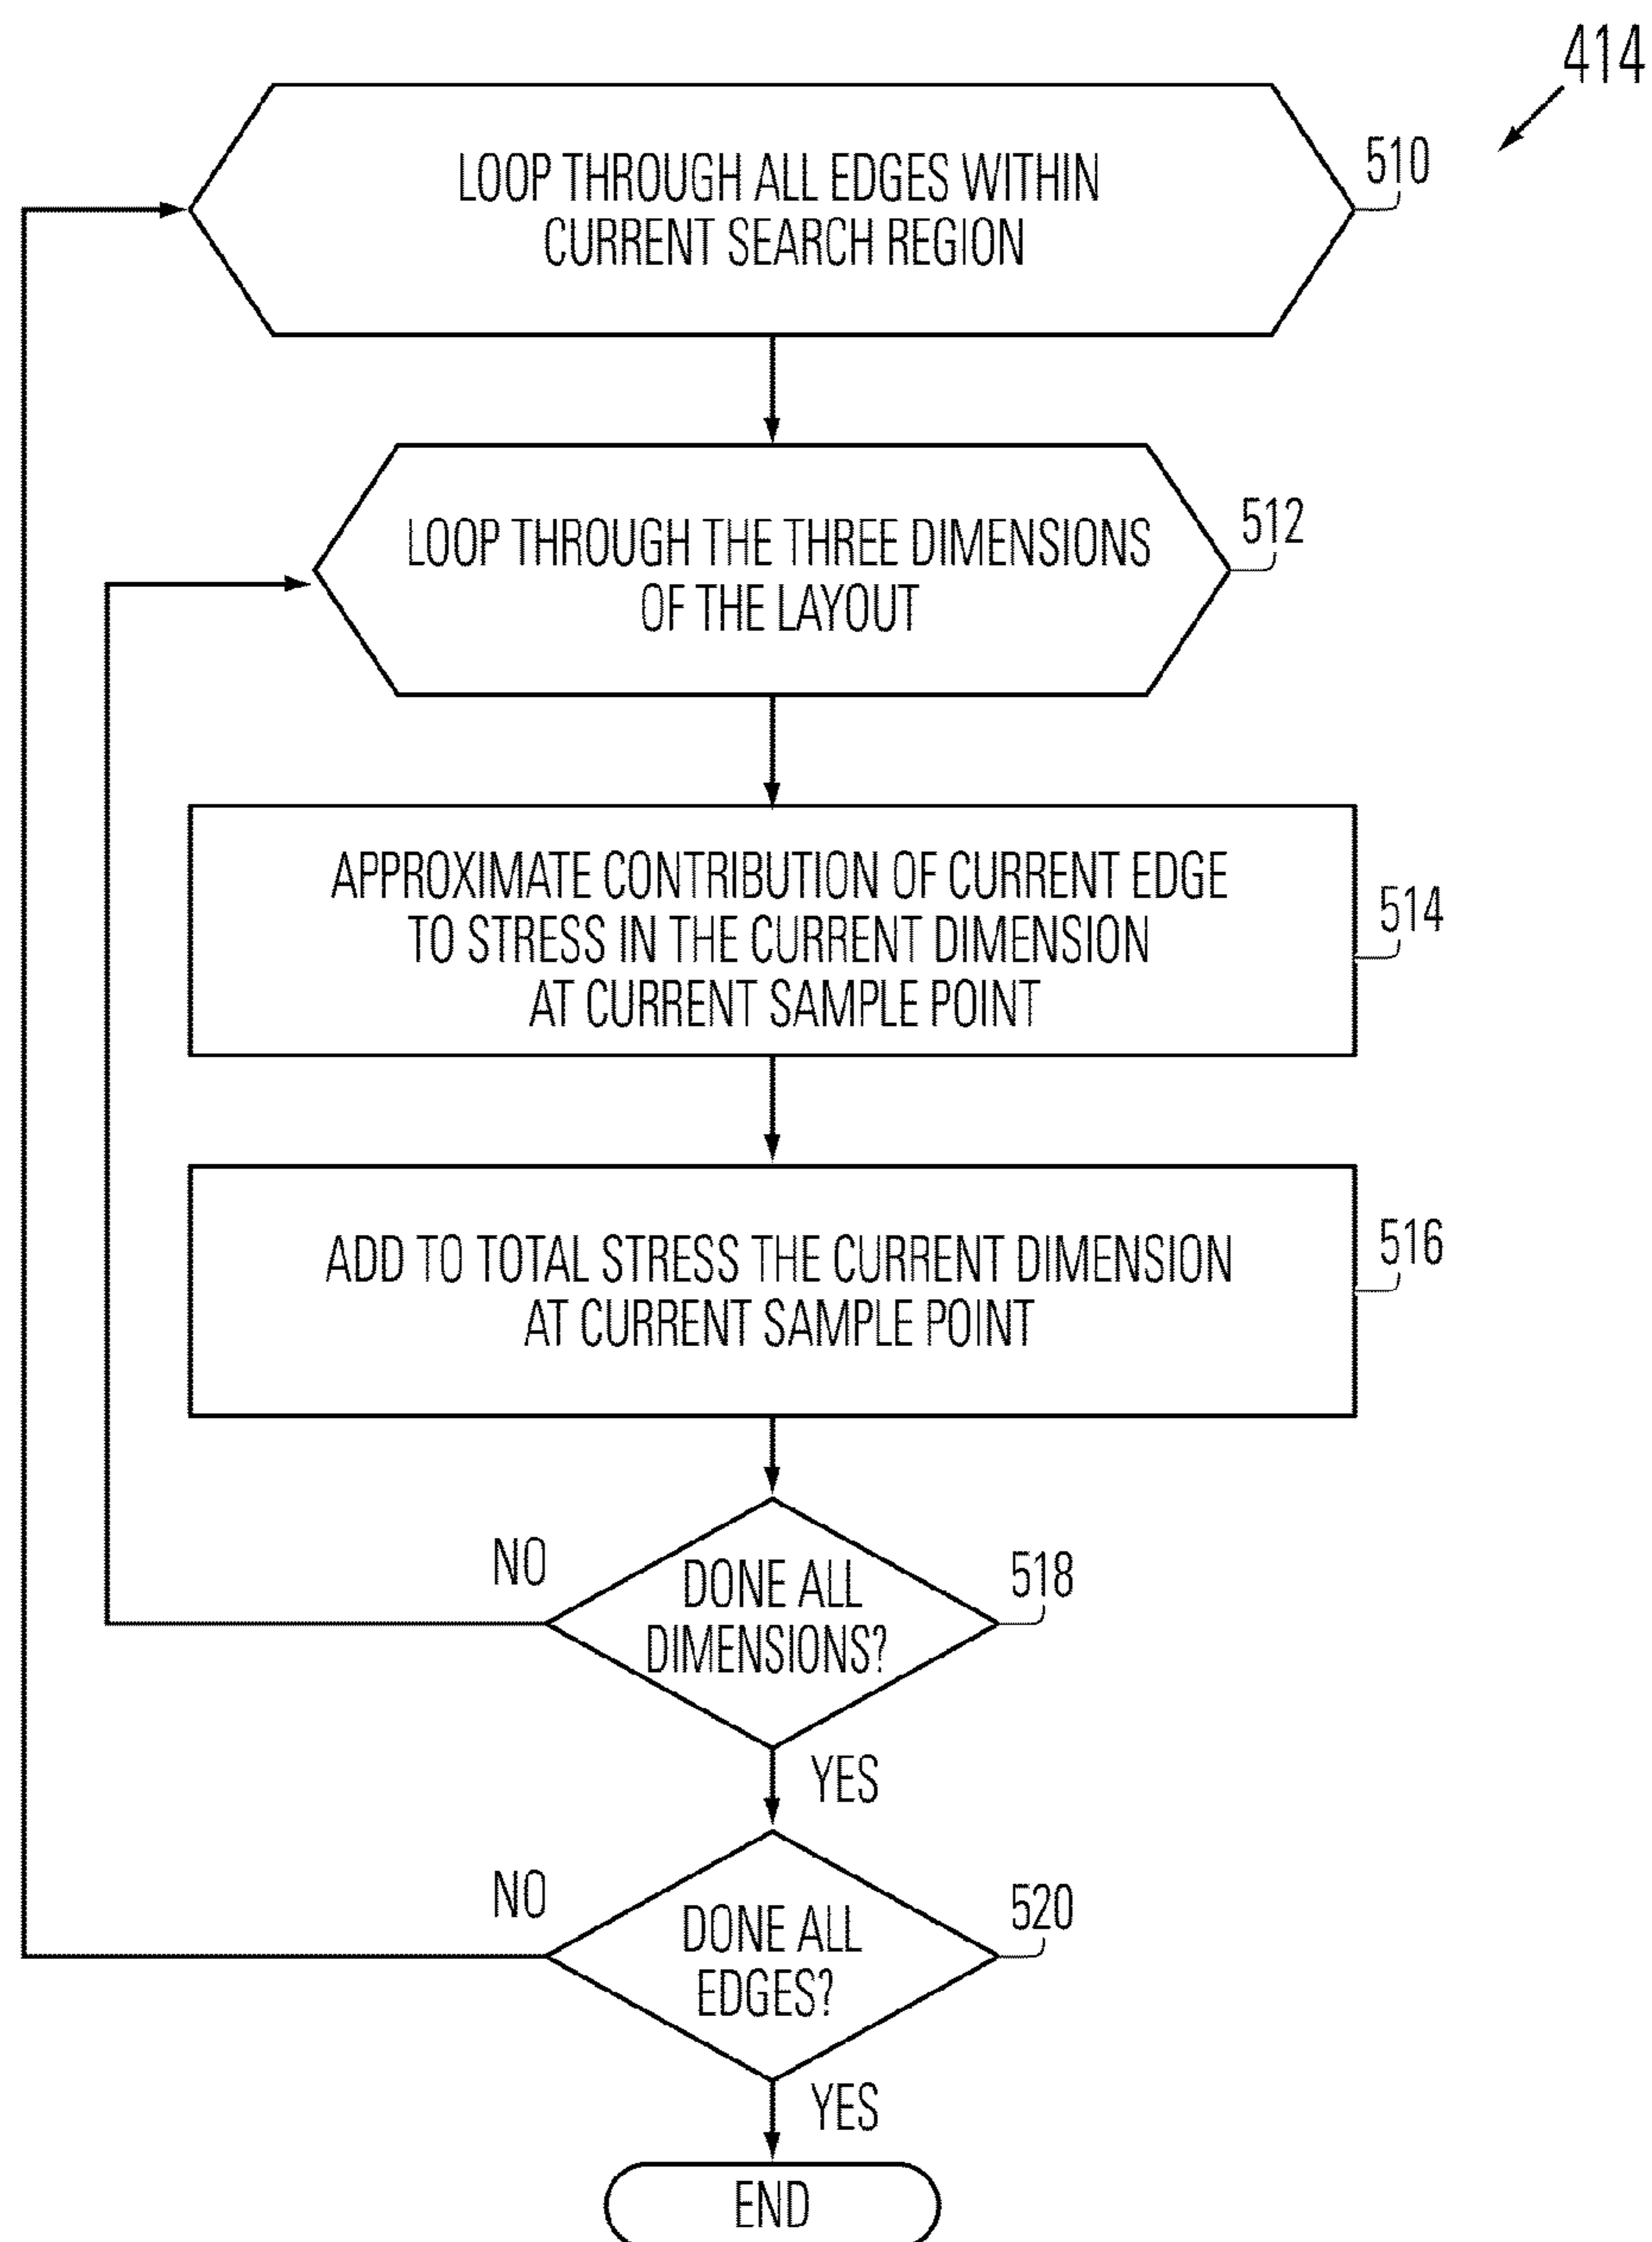 414
LOOP THROUGH ALL EDGES WITHIN
CURRENT SEARCH REGION
510
LOOP THROUGH THE THREE DIMENSIONS
OF THE LAYOUT
512
APPROXIMATE CONTRIBUTION OF CURRENT EDGE
TO STRESS IN THE CURRENT DIMENSION
AT CURRENT SAMPLE POINT
514
ADD TO TOTAL STRESS THE CURRENT DIMENSION
AT CURRENT SAMPLE POINT
516
NO
DONE ALL
DIMENSIONS?
518
YES
NO
DONE ALL
EDGES?
520
YES
END